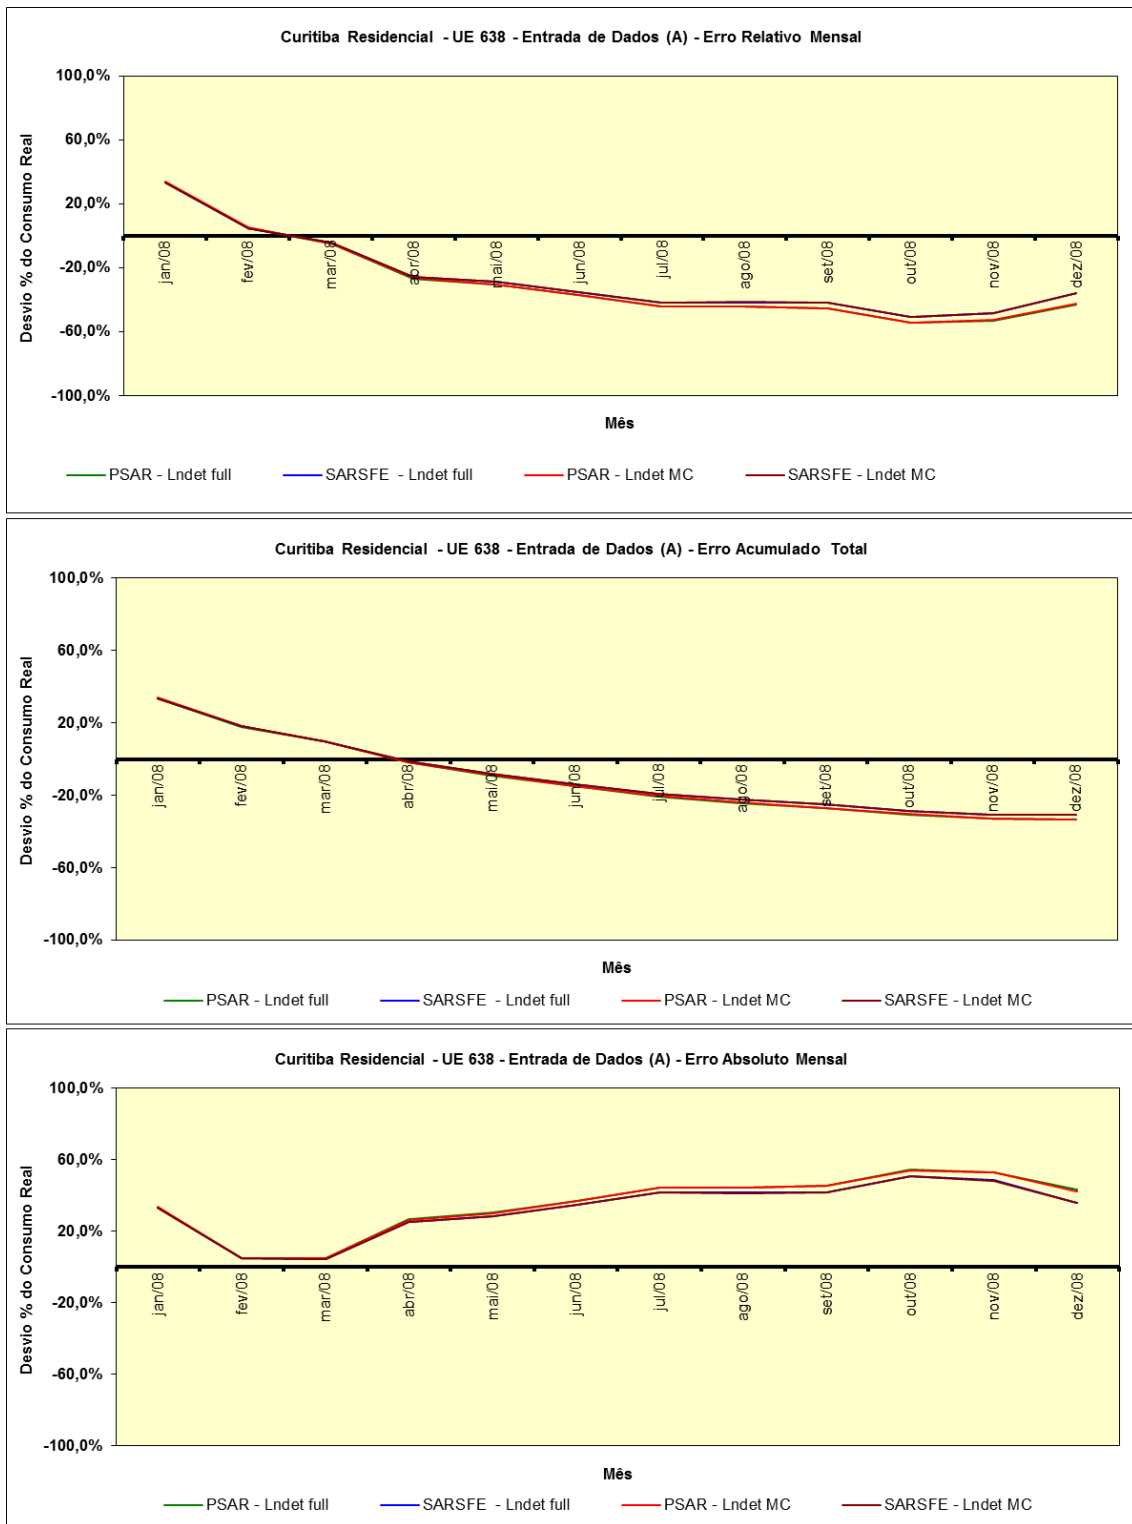 Curitiba Residencial - UE 638 - Entrada de Dados (A) - Erro Relativo Mensal
100,0%
60,0%
20,0%
-20,0%
-60,0%
-100,0%
Desvio % do Consumo Real
jan/08
fev/08
mar/08
abr/08
mai/08
jun/08
jul/08
ago/08
set/08
out/08
nov/08
dez/08
Mês
PSAR - Lndet full
SARSFE - Lndet full
PSAR - Lndet MC
SARSFE - Lndet MC
Curitiba Residencial - UE 638 - Entrada de Dados (A) - Erro Acumulado Total
100,0%
60,0%
20,0%
-20,0%
-60,0%
-100,0%
Desvio % do Consumo Real
jan/08
fev/08
mar/08
abr/08
mai/08
jun/08
jul/08
ago/08
set/08
out/08
nov/08
dez/08
Mês
PSAR - Lndet full
SARSFE - Lndet full
PSAR - Lndet MC
SARSFE - Lndet MC
Curitiba Residencial - UE 638 - Entrada de Dados (A) - Erro Absoluto Mensal
100,0%
60,0%
20,0%
-20,0%
-60,0%
-100,0%
Desvio % do Consumo Real
jan/08
fev/08
mar/08
abr/08
mai/08
jun/08
jul/08
ago/08
set/08
out/08
nov/08
dez/08
Mês
PSAR - Lndet full
SARSFE - Lndet full
PSAR - Lndet MC
SARSFE - Lndet MC